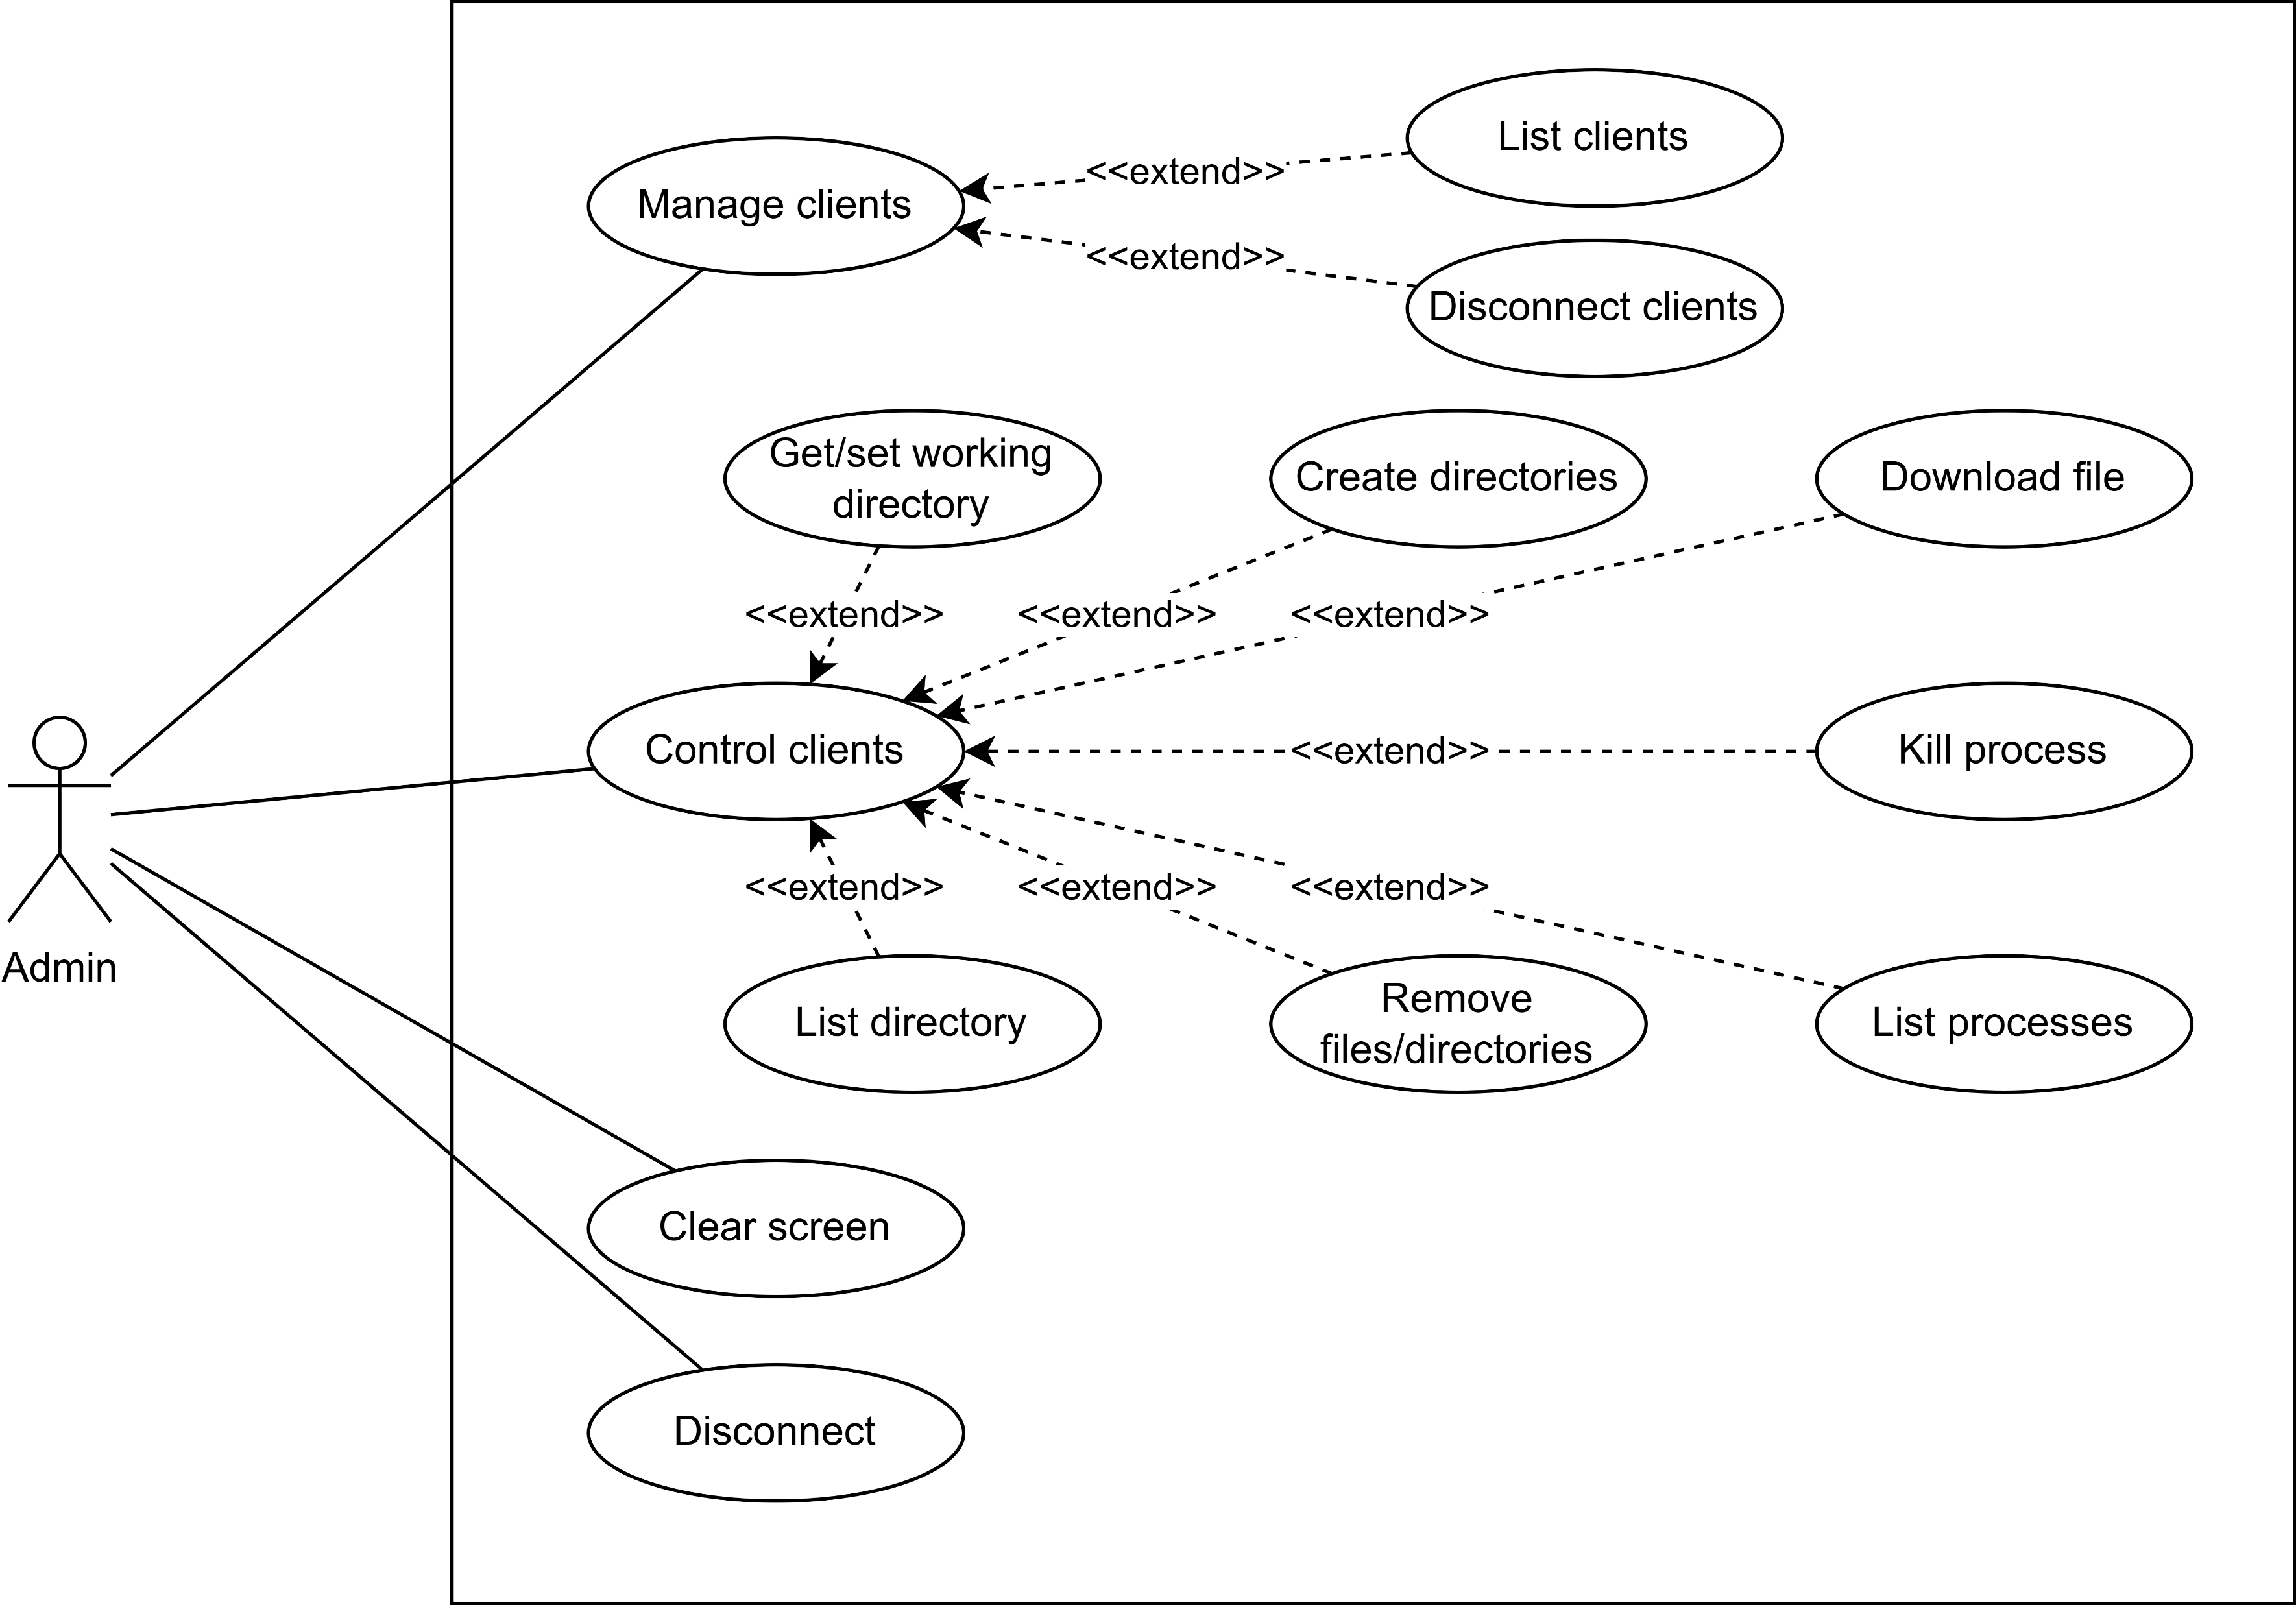 List clients
<<extend>>
Manage clients
<<extend>>
Disconnect clients
Get/set working
directory
Create directories
Download file
<<extend>>
<<extend>>
<<extend>>
Control clients
<<extend>>
Kill process
<<extend>>
<<extend>>
<<extend>>
Admin
List directory
Remove
files/directories
List processes
Clear screen
Disconnect